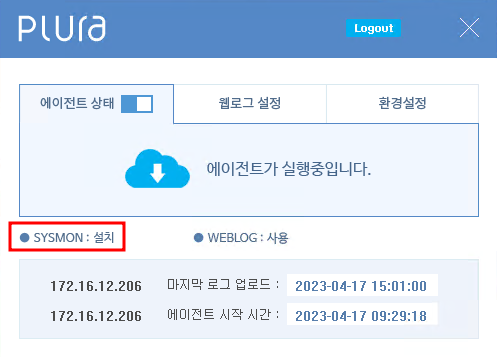 PLURA Logout
에이전트 상태 웹로그 설정 환경설정
에이전트가 실행중입니다.
SYSMON : 설치 WEBLOG : 사용
172.16.12.206 마지막 로그 업로드 : 2023-04-17 15:01:00
172.16.12.206 에이전트 시작 시간 : 2023-04-17 09:29:18